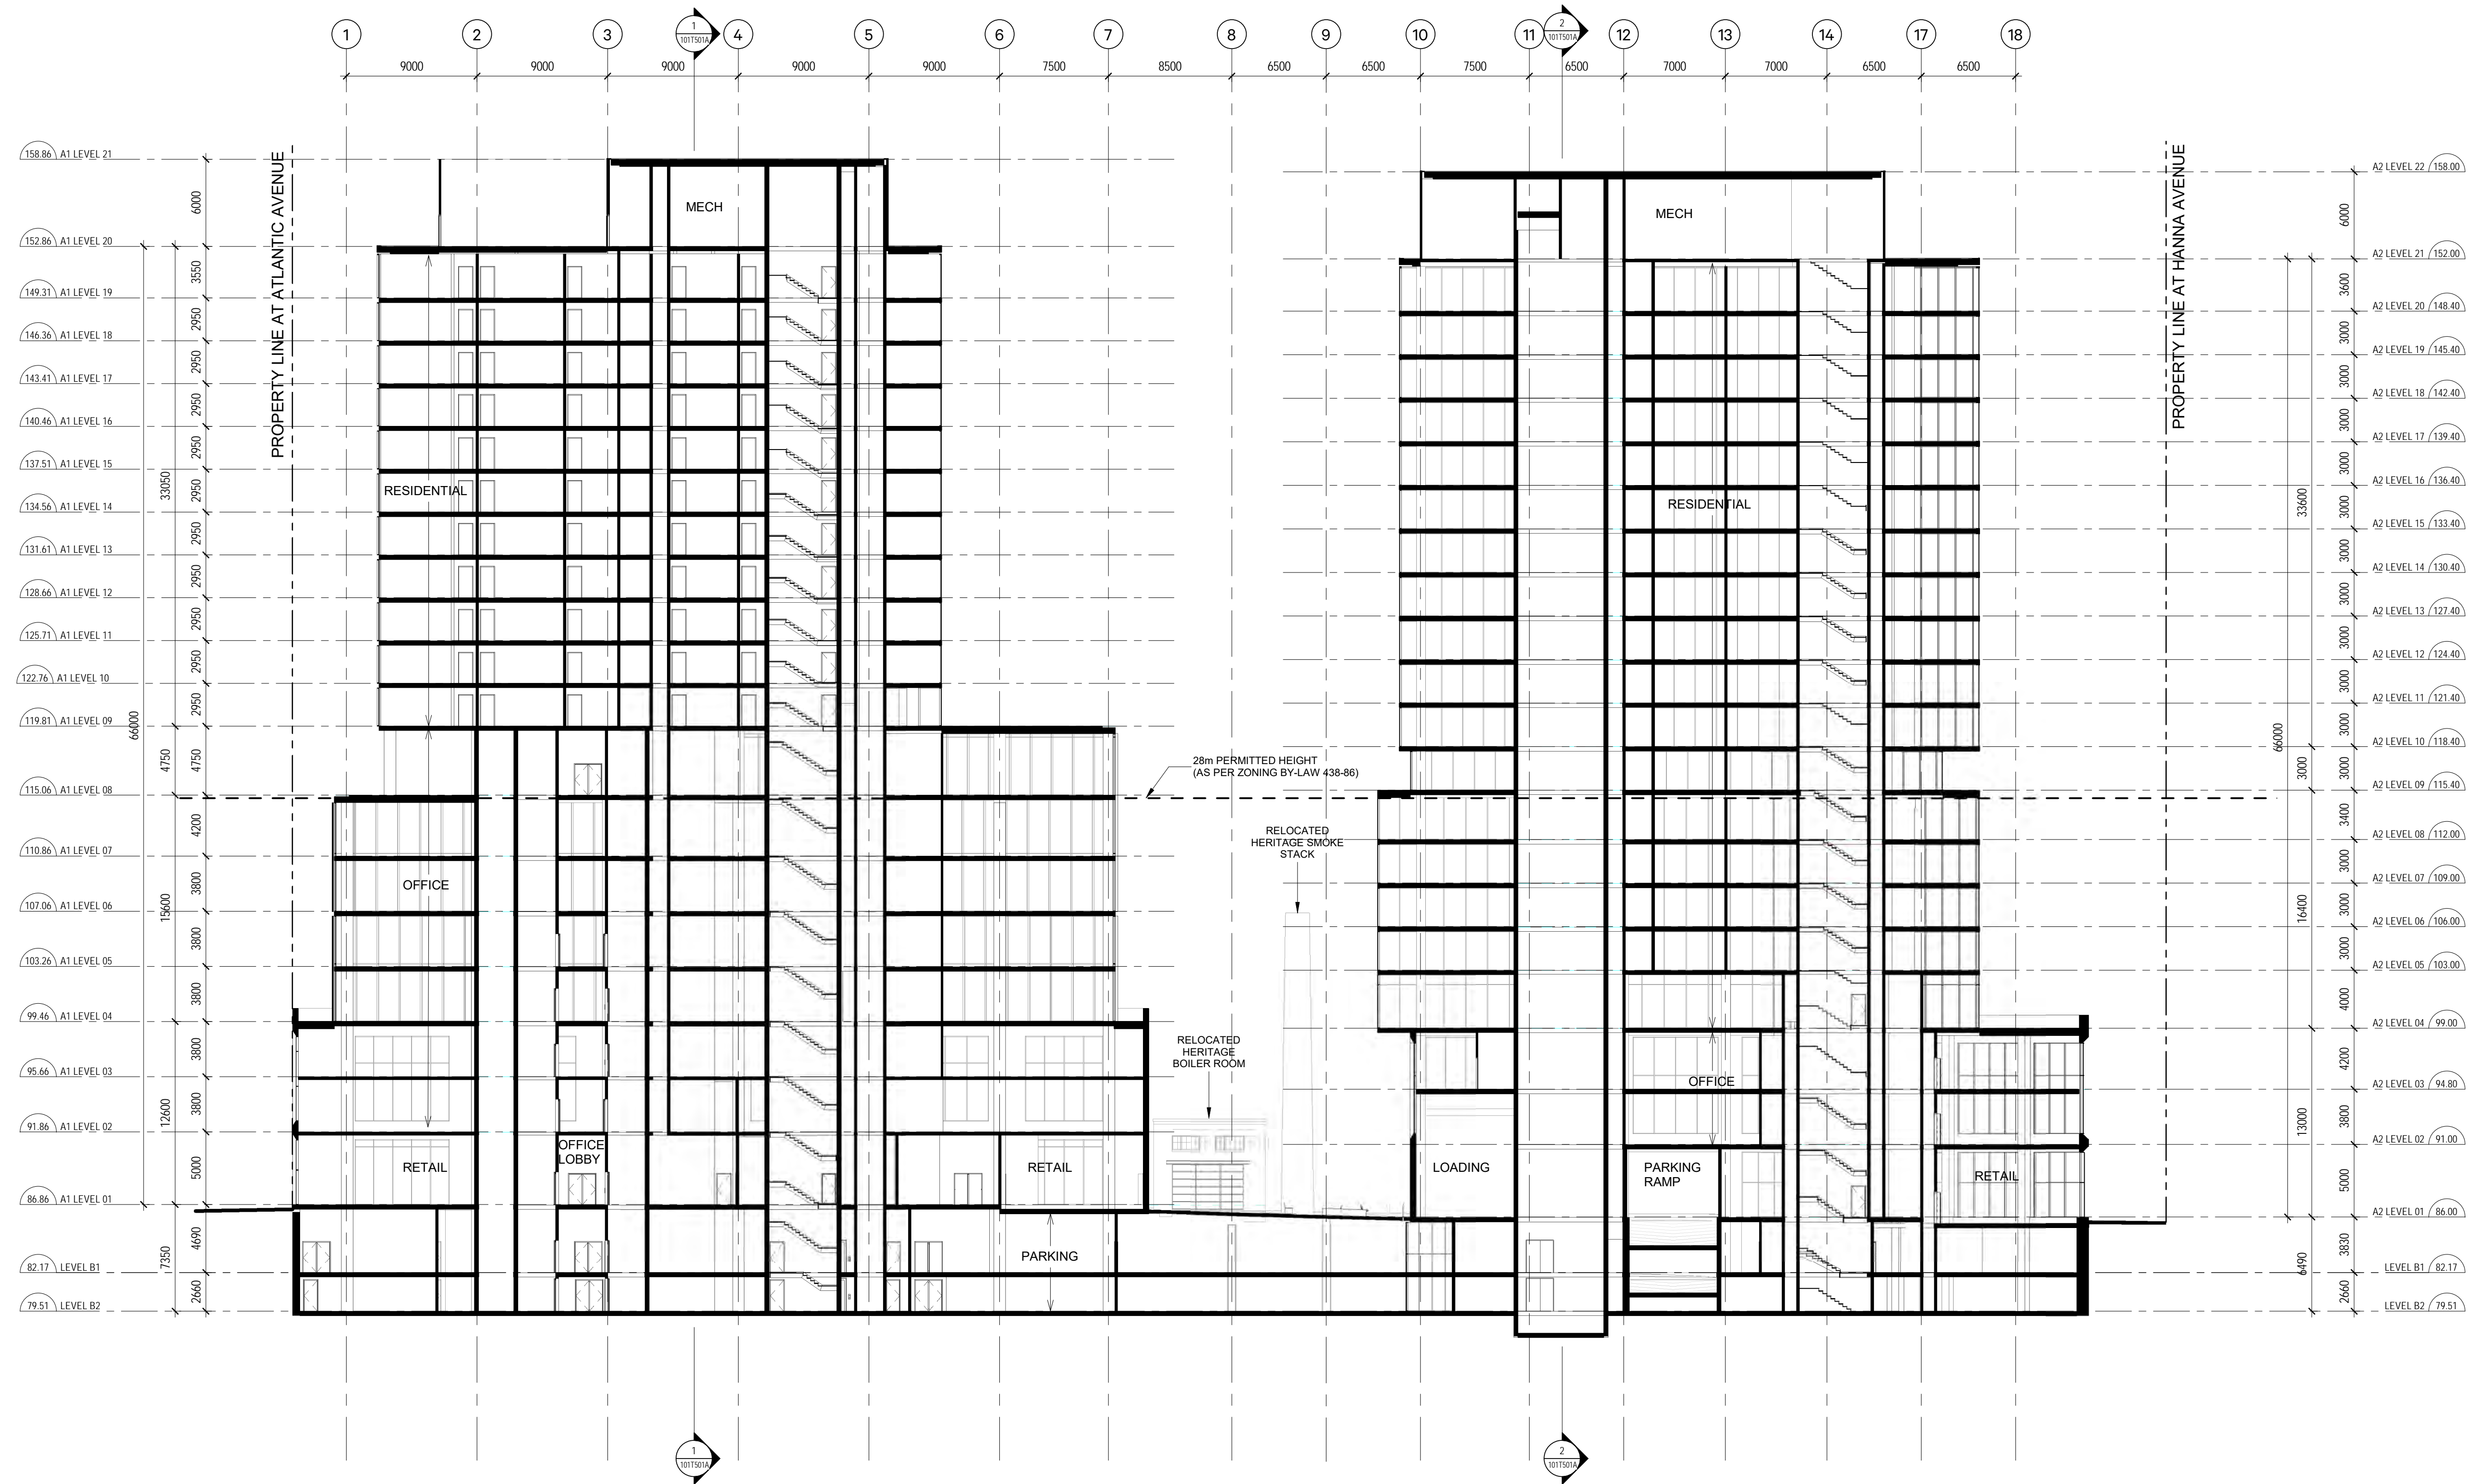 1
2
3
1
101T501A
4
5
6
7
8
9
10
11
2
101T501A
12
13
14
17
18
9000
9000
9000
9000
9000
7500
8500
6500
6500
7500
6500
7000
7000
6500
6500
158.86 A1 LEVEL 21
152.86 A1 LEVEL 20
149.31 A1 LEVEL 19
146.36 A1 LEVEL 18
143.41 A1 LEVEL 17
140.46 A1 LEVEL 16
137.51 A1 LEVEL 15
134.56 A1 LEVEL 14
131.61 A1 LEVEL 13
128.66 A1 LEVEL 12
125.71 A1 LEVEL 11
122.76 A1 LEVEL 10
119.81 A1 LEVEL 09
115.06 A1 LEVEL 08
110.86 A1 LEVEL 07
107.06 A1 LEVEL 06
103.26 A1 LEVEL 05
99.46 A1 LEVEL 04
95.66 A1 LEVEL 03
91.86 A1 LEVEL 02
86.86 A1 LEVEL 01
82.17 LEVEL B1
79.51 LEVEL B2
66000
33050
4750
15600
12600
7350
6000
3550
2950
2950
2950
2950
2950
2950
2950
2950
2950
2950
4750
4200
3800
3800
3800
3800
3800
5000
4690
2660
PROPERTY LINE AT ATLANTIC AVENUE
MECH
RESIDENTIAL
OFFICE
OFFICE
LOBBY
RETAIL
RETAIL
PARKING
28m PERMITTED HEIGHT
(AS PER ZONING BY-LAW 438-86)
RELOCATED
HERITAGE SMOKE
STACK
RELOCATED
HERITAGE
BOILER ROOM
MECH
RESIDENTIAL
OFFICE
LOADING
PARKING
RAMP
RETAIL
PROPERTY LINE AT HANNA AVENUE
66000
33600
3000
16400
13000
6490
6000
3600
3000
3000
3000
3000
3000
3000
3000
3000
3000
3000
3000
3400
3000
3000
3000
4000
4200
3800
5000
3830
2660
A2 LEVEL 22 158.00
A2 LEVEL 21 152.00
A2 LEVEL 20 148.40
A2 LEVEL 19 145.40
A2 LEVEL 18 142.40
A2 LEVEL 17 139.40
A2 LEVEL 16 136.40
A2 LEVEL 15 133.40
A2 LEVEL 14 130.40
A2 LEVEL 13 127.40
A2 LEVEL 12 124.40
A2 LEVEL 11 121.40
A2 LEVEL 10 118.40
A2 LEVEL 09 115.40
A2 LEVEL 08 112.00
A2 LEVEL 07 109.00
A2 LEVEL 06 106.00
A2 LEVEL 05 103.00
A2 LEVEL 04 99.00
A2 LEVEL 03 94.80
A2 LEVEL 02 91.00
A2 LEVEL 01 86.00
LEVEL B1 82.17
LEVEL B2 79.51
1
101T501A
2
101T501A